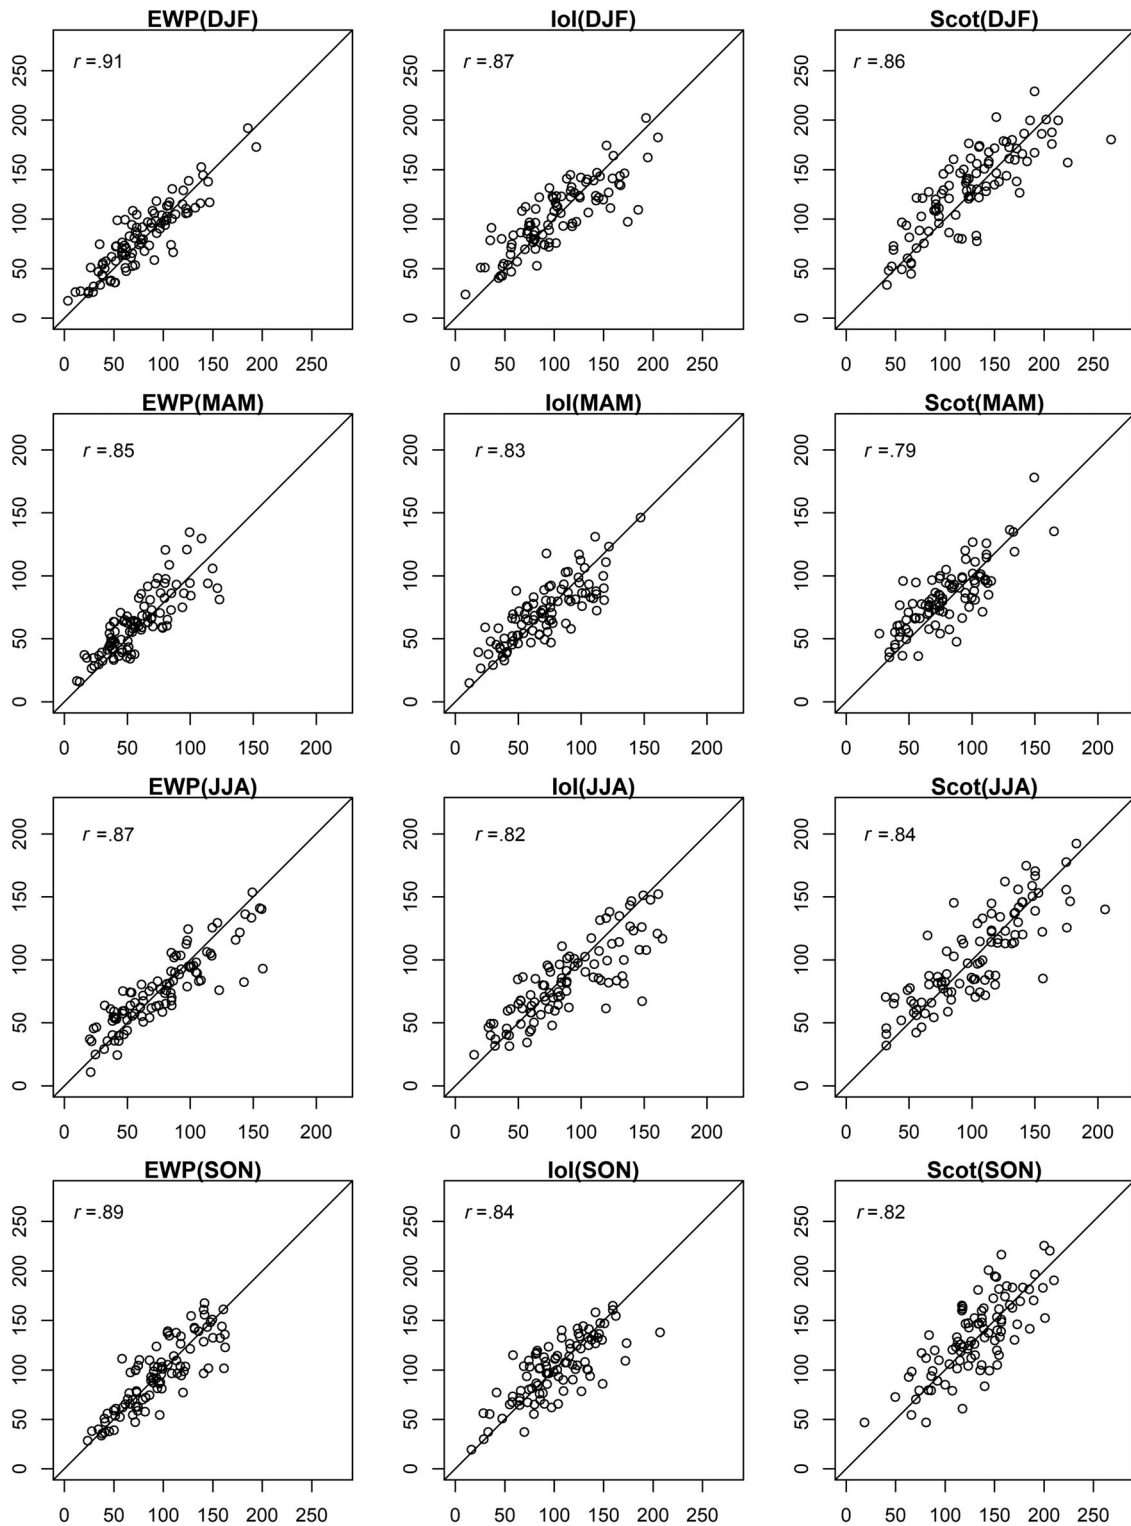 EWP(DJF) IoI(DJF) Scot(DJF)
r =.91 r =.87 r =.86
250 250 250
200 200 200
150 150 150
100 100 100
50 50 50
0 0 0
0 50 100 150 200 250 0 50 100 150 200 250 0 50 100 150 200 250
EWP(MAM) IoI(MAM) Scot(MAM)
r =.85 r =.83 r =.79
200 200 200
150 150 150
100 100 100
50 50 50
0 0 0
0 50 100 150 200 0 50 100 150 200 0 50 100 150 200
EWP(JJA) IoI(JJA) Scot(JJA)
r =.87 r =.82 r =.84
200 200 200
150 150 150
100 100 100
50 50 50
0 0 0
0 50 100 150 200 0 50 100 150 200 0 50 100 150 200
EWP(SON) IoI(SON) Scot(SON)
r =.89 r =.84 r =.82
250 250 250
200 200 200
150 150 150
100 100 100
50 50 50
0 0 0
0 50 100 150 200 250 0 50 100 150 200 250 0 50 100 150 200 250